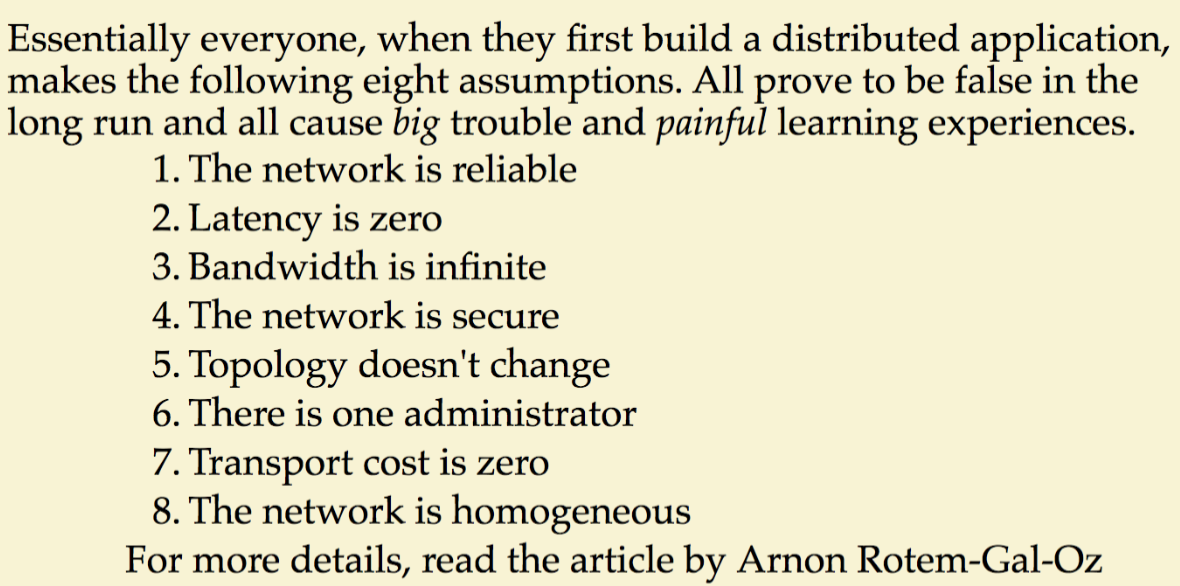 Essentially everyone, when they first build a distributed application,
makes the following eight assumptions. All prove to be false in the
long run and all cause big trouble and painful learning experiences.
1. The network is reliable
2. Latency is zero
3. Bandwidth is infinite
4. The network is secure
5. Topology doesn't change
6. There is one administrator
7. Transport cost is zero
8. The network is homogeneous
For more details, read the article by Arnon Rotem-Gal-Oz